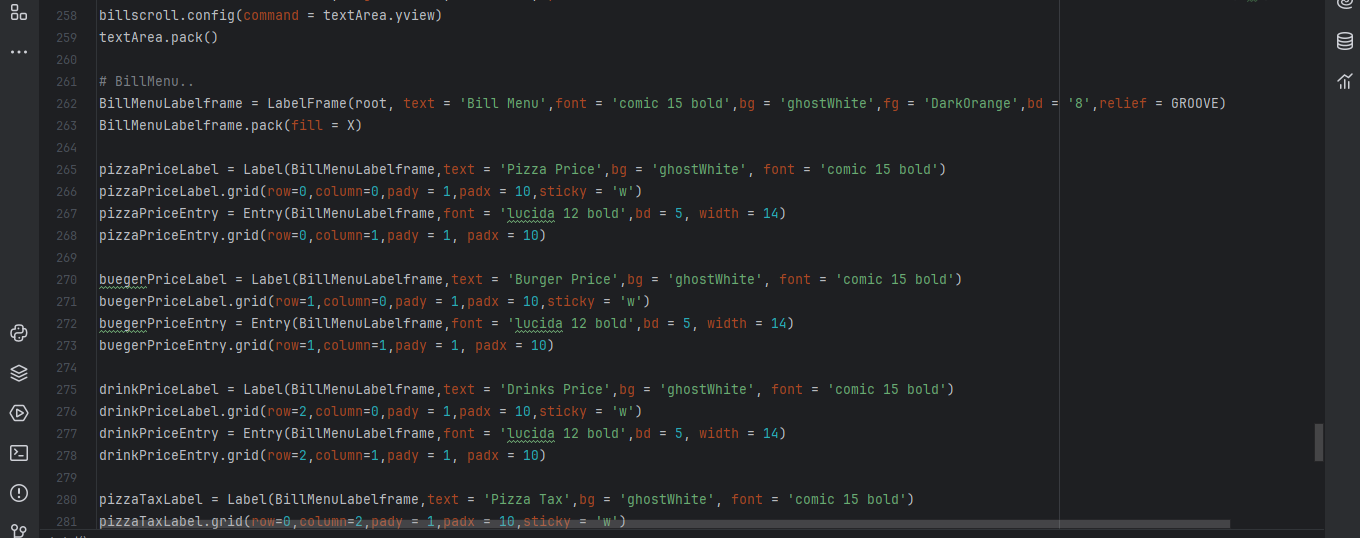 258 billscroll.config(command = textArea.yview)
259 textArea.pack()
260
261 # BillMenu..
262 BillMenuLabelframe = LabelFrame(root, text = 'Bill Menu',font = 'comic 15 bold',bg = 'ghostWhite',fg = 'DarkOrange',bd = '8',relief = GROOVE)
263 BillMenuLabelframe.pack(fill = X)
264
265 pizzaPriceLabel = Label(BillMenuLabelframe,text = 'Pizza Price',bg = 'ghostWhite', font = 'comic 15 bold')
266 pizzaPriceLabel.grid(row=0,column=0,pady = 1,padx = 10,sticky = 'w')
267 pizzaPriceEntry = Entry(BillMenuLabelframe,font = 'lucida 12 bold',bd = 5, width = 14)
268 pizzaPriceEntry.grid(row=0,column=1,pady = 1, padx = 10)
269
270 buegerPriceLabel = Label(BillMenuLabelframe,text = 'Burger Price',bg = 'ghostWhite', font = 'comic 15 bold')
271 buegerPriceLabel.grid(row=1,column=0,pady = 1,padx = 10,sticky = 'w')
272 buegerPriceEntry = Entry(BillMenuLabelframe,font = 'lucida 12 bold',bd = 5, width = 14)
273 buegerPriceEntry.grid(row=1,column=1,pady = 1, padx = 10)
274
275 drinkPriceLabel = Label(BillMenuLabelframe,text = 'Drinks Price',bg = 'ghostWhite', font = 'comic 15 bold')
276 drinkPriceLabel.grid(row=2,column=0,pady = 1,padx = 10,sticky = 'w')
277 drinkPriceEntry = Entry(BillMenuLabelframe,font = 'lucida 12 bold',bd = 5, width = 14)
278 drinkPriceEntry.grid(row=2,column=1,pady = 1, padx = 10)
279
280 pizzaTaxLabel = Label(BillMenuLabelframe,text = 'Pizza Tax',bg = 'ghostWhite', font = 'comic 15 bold')
281 pizzaTaxLabel.grid(row=0,column=2,pady = 1,padx = 10,sticky = 'w')